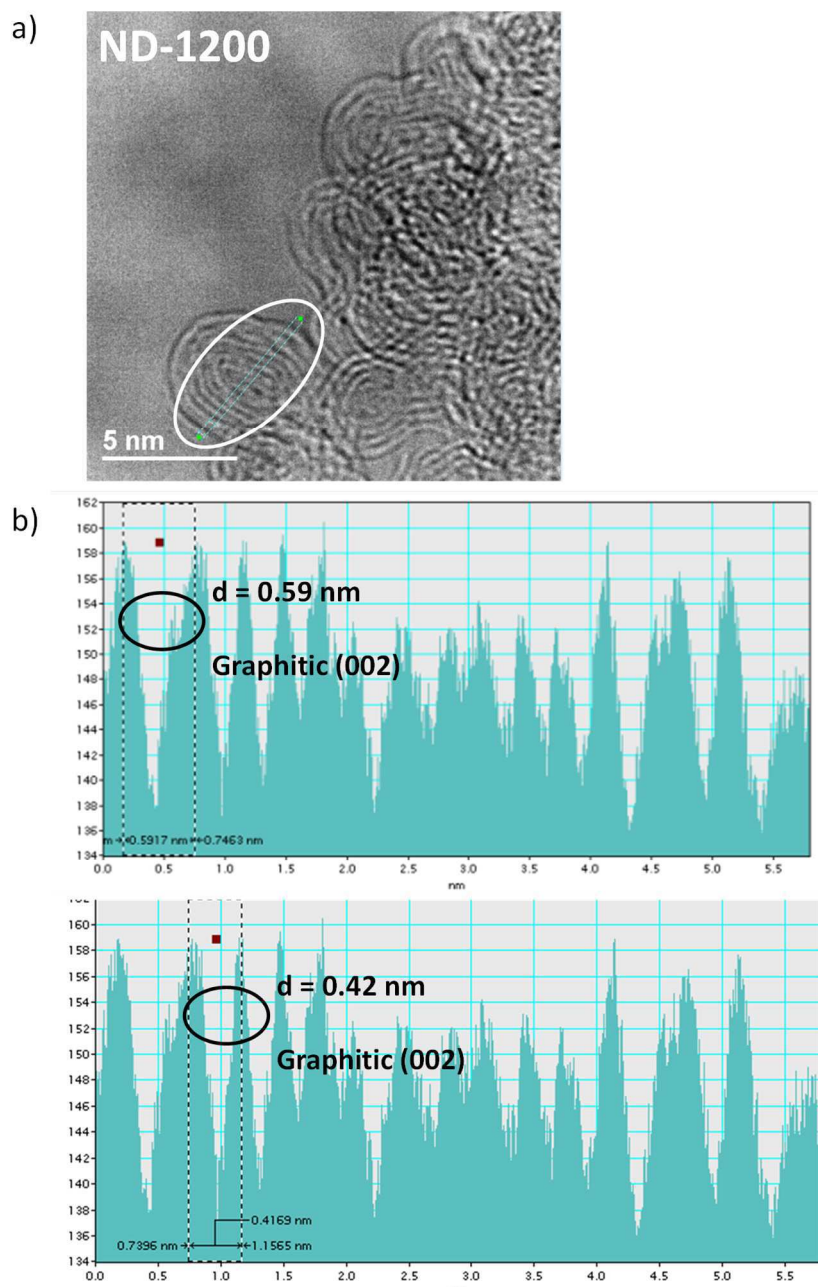 a)
ND-1200
5 nm
b)
162
160
158
156
154
152
150
148
146
144
142
140
138
136
134
d = 0.59 nm
Graphitic (002)
m 0.5917 nm 0.7463 nm
0.0 0.5 1.0 1.5 2.0 2.5 3.0 3.5 4.0 4.5 5.0 5.5
nm
162
160
158
156
154
152
150
148
146
144
142
140
138
136
134
d = 0.42 nm
Graphitic (002)
0.4169 nm
0.7396 nm 1.1565 nm
0.0 0.5 1.0 1.5 2.0 2.5 3.0 3.5 4.0 4.5 5.0 5.5